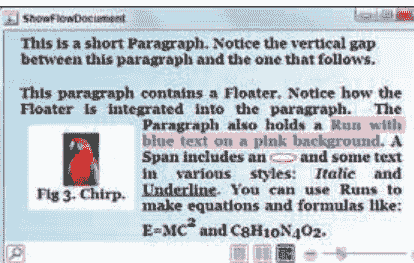 ShowFlowDocument
This is a short Paragraph. Notice the vertical gap
between this paragraph and the one that follows.
This paragraph contains a Floater. Notice how the
Floater is integrated into the paragraph. The
Paragraph also holds a Run with
blue text on a pink background. A
Span includes an and some text
in various styles: Italic and
Underline. You can use Runs to
make equations and formulas like:
E=MC² and C8H10N4O2.
Fig 3. Chirp.